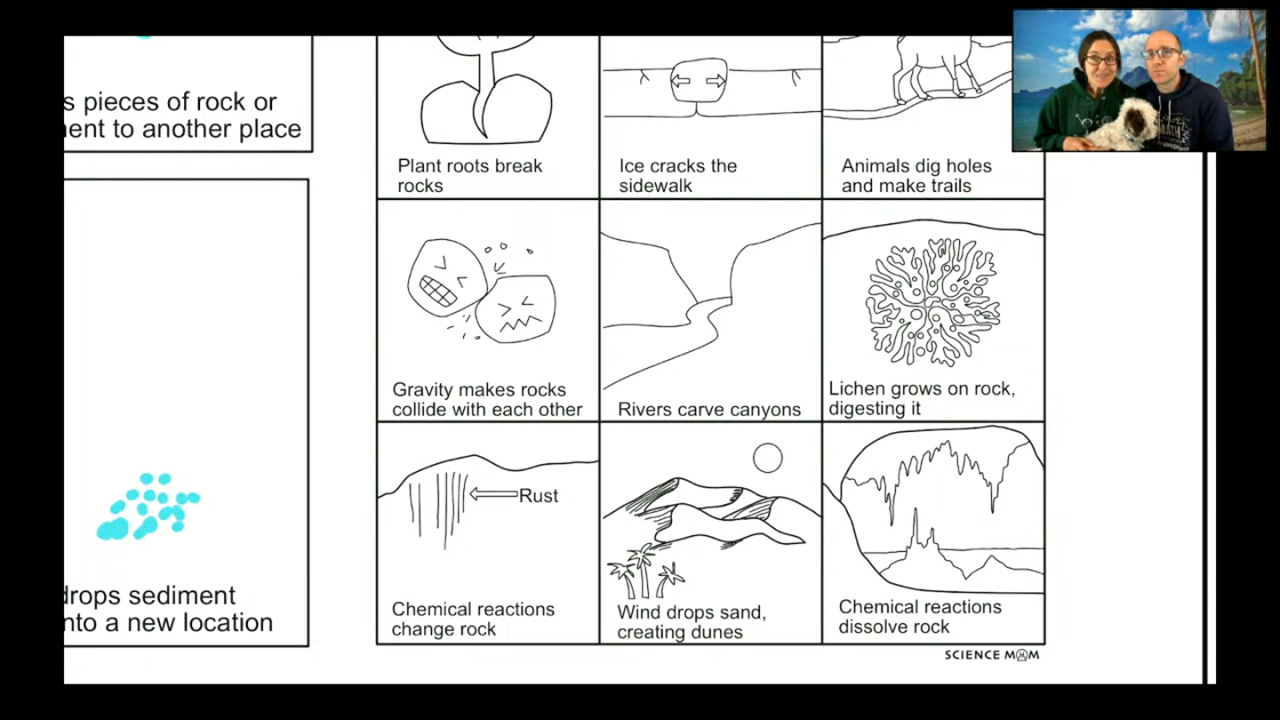 s pieces of rock or
ent to another place
Plant roots break
rocks
Ice cracks the
sidewalk
Animals dig holes
and make trails
Gravity makes rocks
collide with each other
Rivers carve canyons
Lichen grows on rock,
digesting it
Rust
Chemical reactions
change rock
Wind drops sand,
creating dunes
Chemical reactions
dissolve rock
drops sediment
nto a new location
SCIENCE MOM